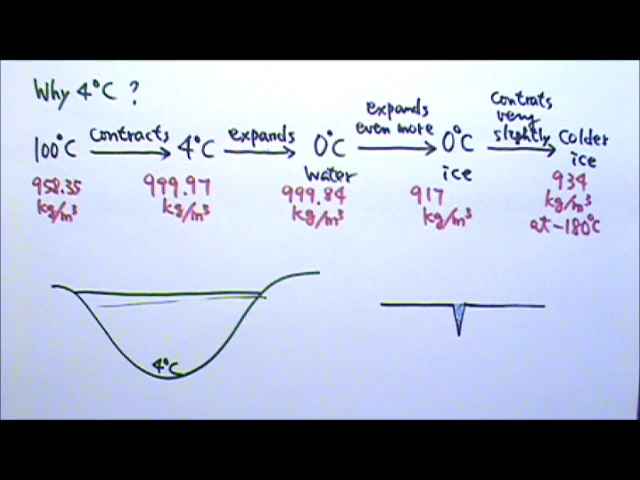 Why 4°C ?
100°C contracts 4°C expands 0°C expands even more 0°C Contrats very slightly Colder
water ice ice
958.35 999.97 999.84 917 934
kg/m³ kg/m³ kg/m³ kg/m³ kg/m³
at -180°C
4°C